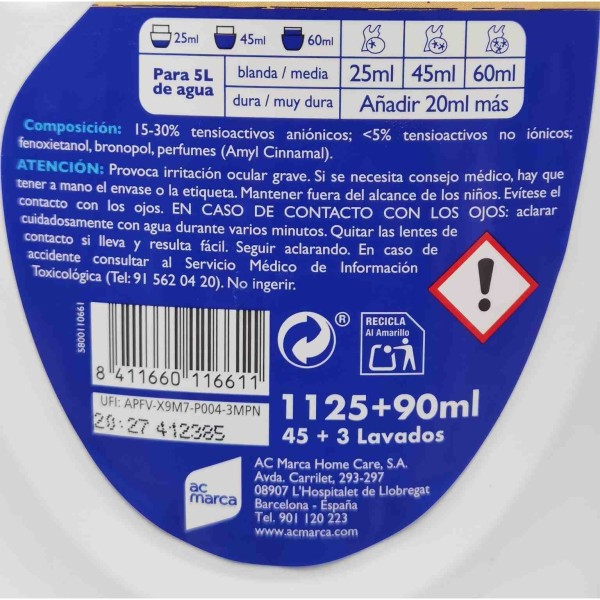 25ml 45ml 60ml
Para 5L de agua
blanda / media 25ml 45ml 60ml
dura / muy dura Añadir 20ml más
Composición: 15-30% tensioactivos aniónicos; <5% tensioactivos no iónicos;
fenoxietanol, bronopol, perfumes (Amyl Cinnamal).
ATENCIÓN: Provoca irritación ocular grave. Si se necesita consejo médico, hay que
tener a mano el envase o la etiqueta. Mantener fuera del alcance de los niños. Evítese el
contacto con los ojos. EN CASO DE CONTACTO CON LOS OJOS: aclarar
cuidadosamente con agua durante varios minutos. Quitar las lentes de
contacto si lleva y resulta fácil. Seguir aclarando. En caso de
accidente consultar al Servicio Médico de Información
Toxicológica (Tel: 91 562 04 20). No ingerir.
5800110661
8 411660 116611
UFI: APFV-X9M7-P004-3MPN
20:27 412385
®
RECICLA
Al Amarillo
1125+90ml
45 + 3 Lavados
ac
marca
AC Marca Home Care, S.A.
Avda. Carrilet, 293-297
08907 L'Hospitalet de Llobregat
Barcelona - España
Tel. 901 120 223
www.acmarca.com